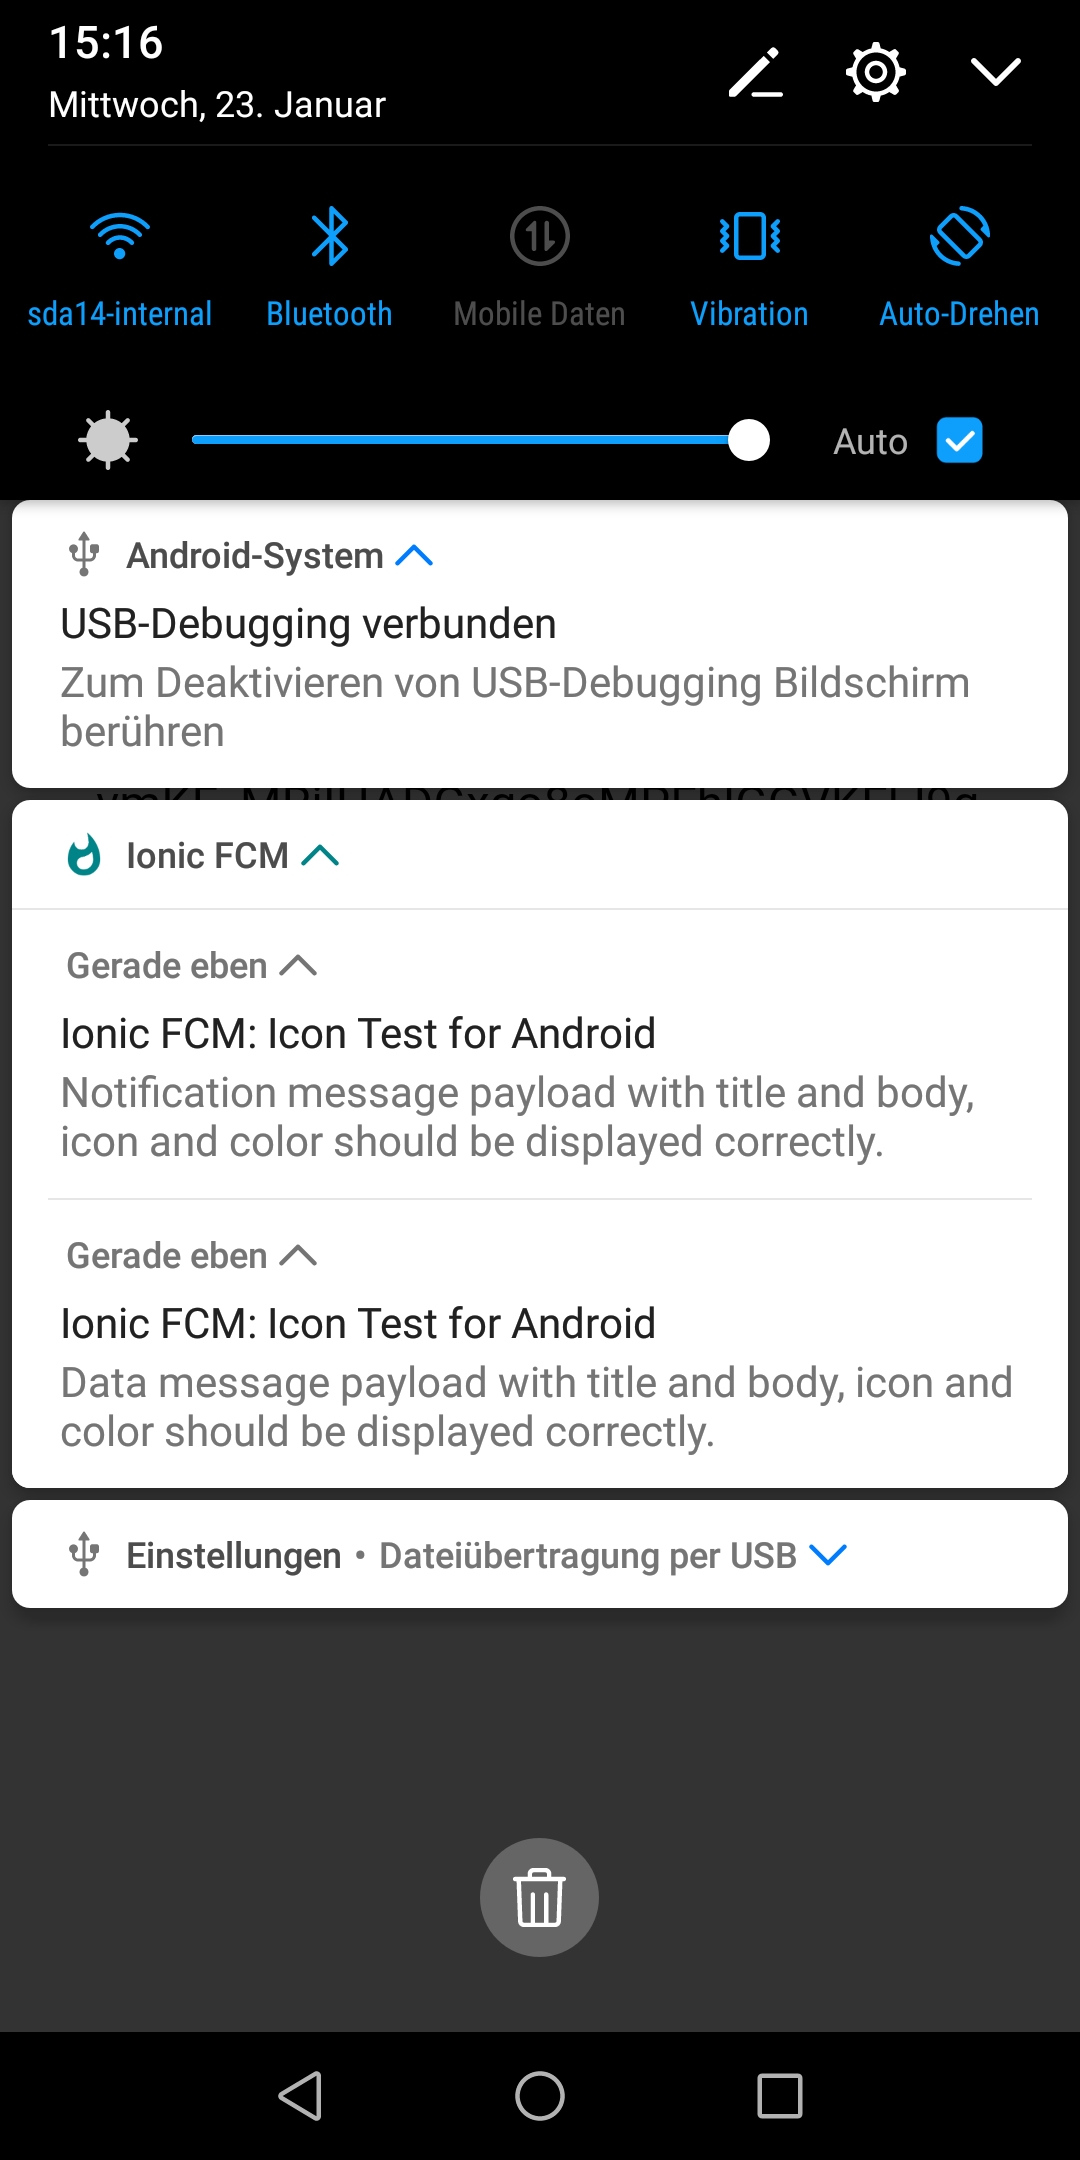 15:16
Mittwoch, 23. Januar
sda14-internal
Bluetooth
Mobile Daten
Vibration
Auto-Drehen
Auto
Android-System
USB-Debugging verbunden
Zum Deaktivieren von USB-Debugging Bildschirm
berühren
Ionic FCM
Gerade eben
Ionic FCM: Icon Test for Android
Notification message payload with title and body,
icon and color should be displayed correctly.
Gerade eben
Ionic FCM: Icon Test for Android
Data message payload with title and body, icon and
color should be displayed correctly.
Einstellungen • Dateiübertragung per USB